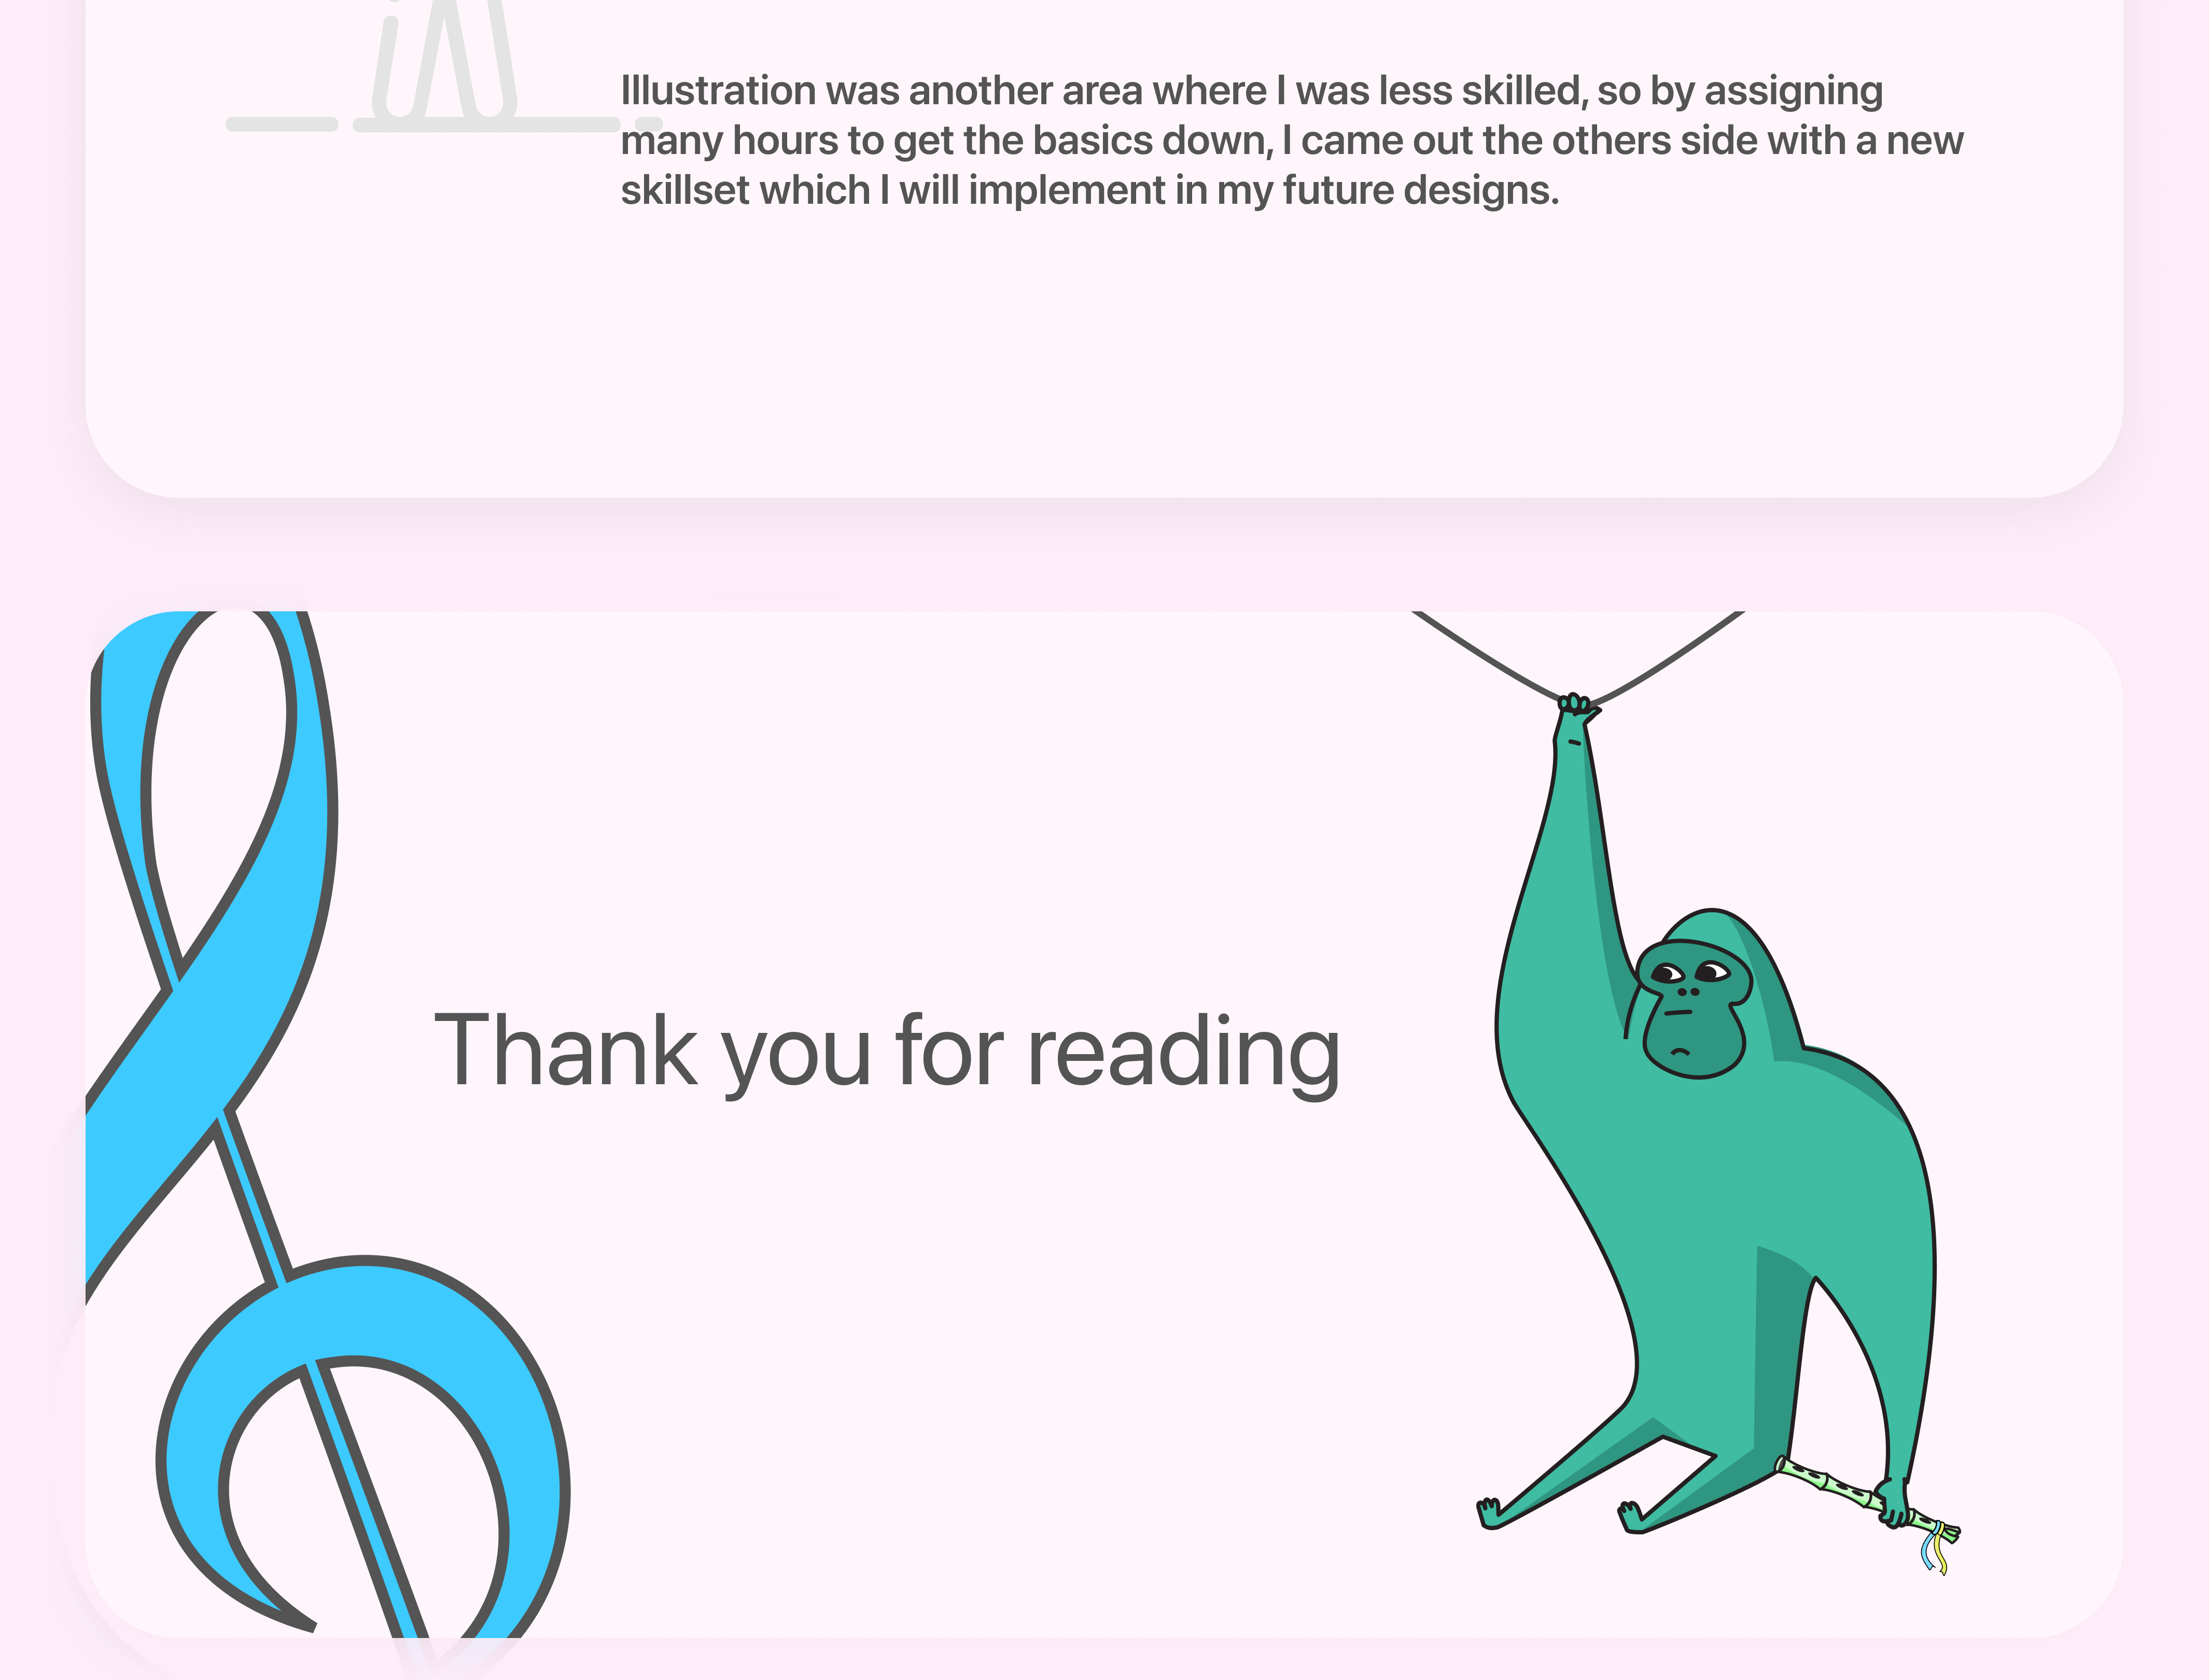 Illustration was another area where I was less skilled, so by assigning
many hours to get the basics down, I came out the others side with a new
skillset which I will implement in my future designs.
Thank you for reading